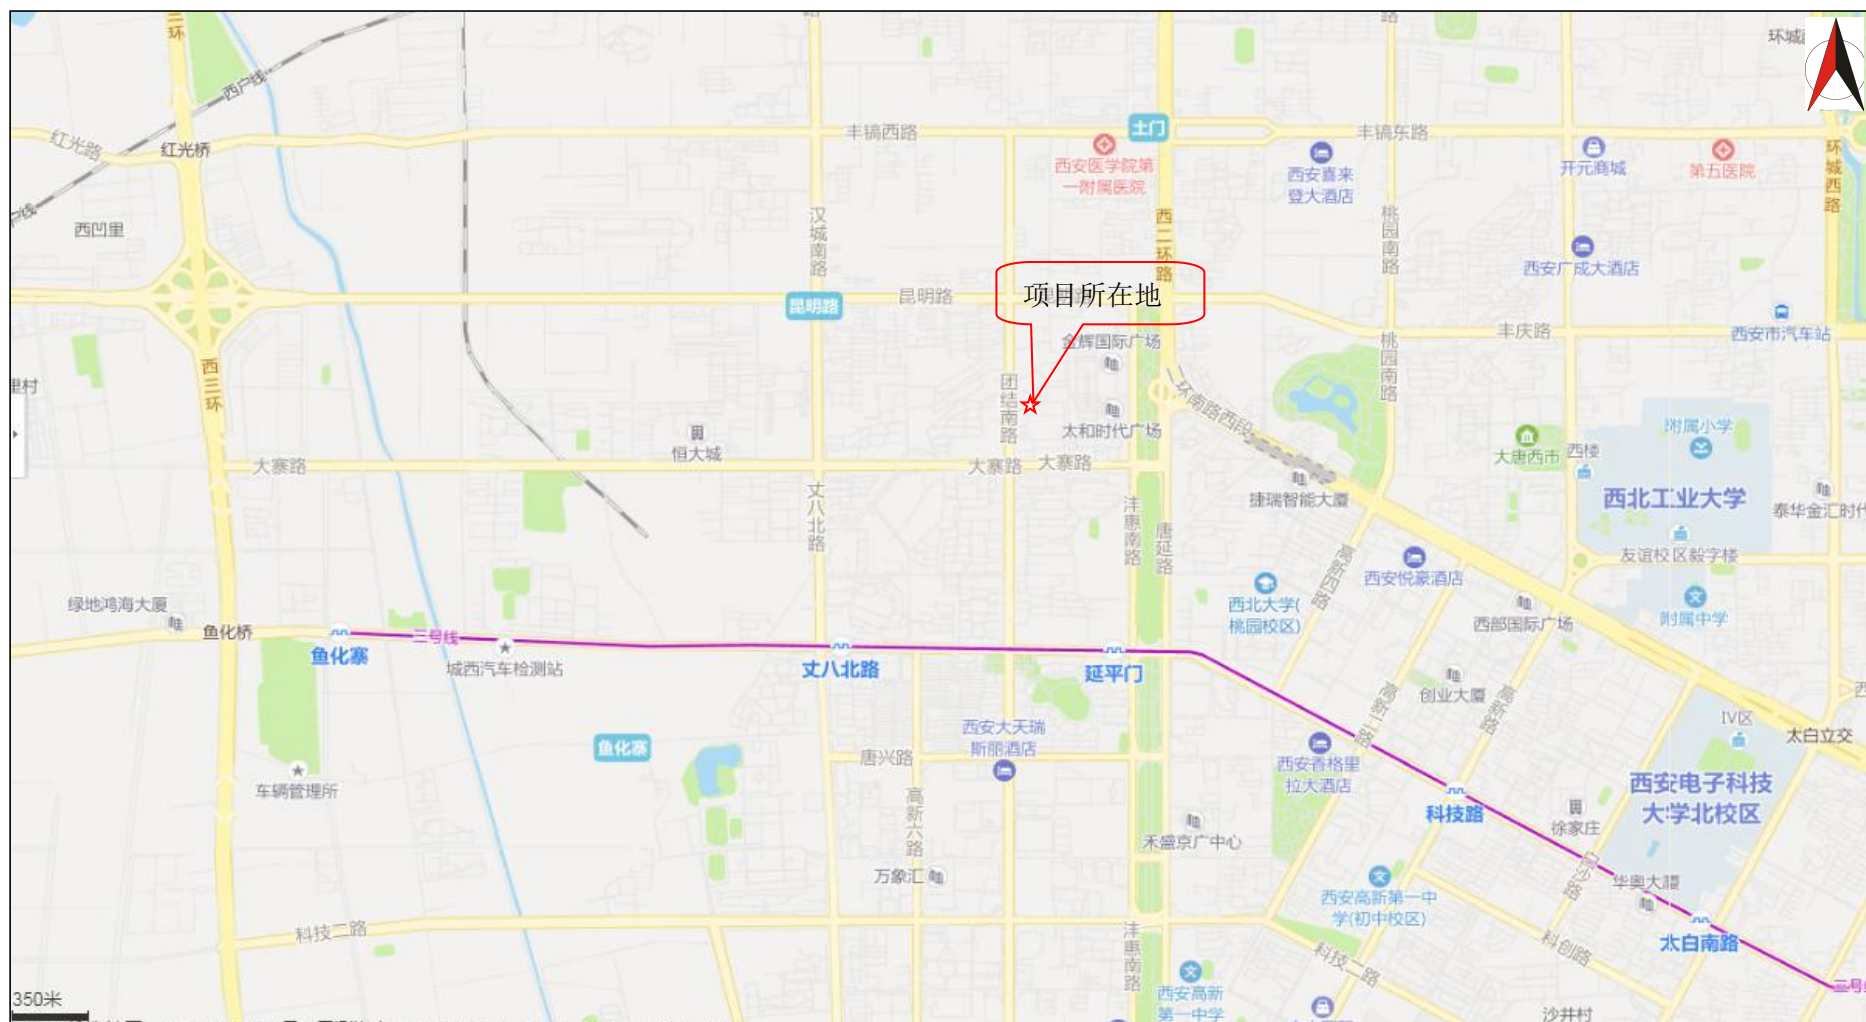 三环
环城
西户线
丰镐西路
土门
丰镐东路
红光路
红光桥
西安医学院第
一附属医院
西安喜来
登大酒店
开元商城
第五医院
环城西路
户线
西凹里
汉城南路
西二环路
桃园南路
西安广成大酒店
项目所在地
昆明路
昆明路
丰庆路
西安市汽车站
金辉国际广场
桃园南路
西三环
里村
团结南路
二环南路西段
太和时代广场
附属小学
恒大城
大寨路
大寨路
大寨路
大唐西市
西楼
捷瑞智能大厦
西北工业大学
泰华金汇时代
丈八北路
沣惠南路
唐延路
高新四路
友谊校区毅字楼
西安悦豪酒店
绿地鸿海大厦
西北大学(
桃园校区)
西部国际广场
附属中学
鱼化桥
三号线
鱼化寨
城西汽车检测站
丈八北路
延平门
创业大厦
高新二路
高新路
IV区
太白立交
西安大天瑞
斯丽酒店
鱼化寨
唐兴路
西安香格里
拉大酒店
西安电子科技
大学北校区
车辆管理所
高新六路
科技路
徐家庄
禾盛京广中心
万象汇
白沙路
华奥大厦
西安高新第一中
学(初中校区)
科技二路
沣惠南路
科技二路
科创路
太白南路
三号
西安高新
第一中学
沙井村
350米